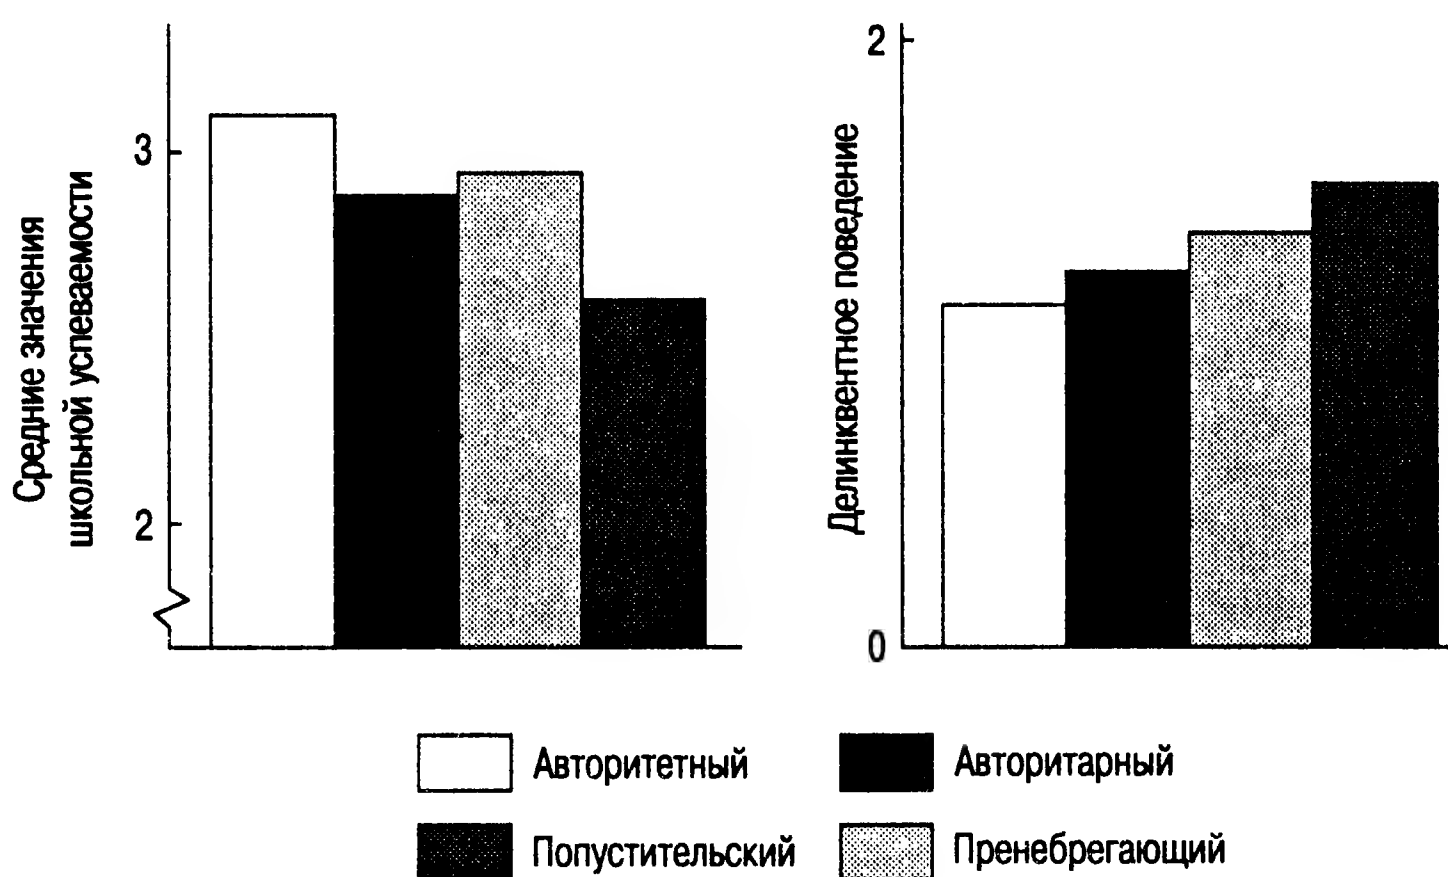 Средние значения
школьной успеваемости
3
2
Делинквентное поведение
2
0
Авторитетный
Авторитарный
Попустительский
Пренебрегающий